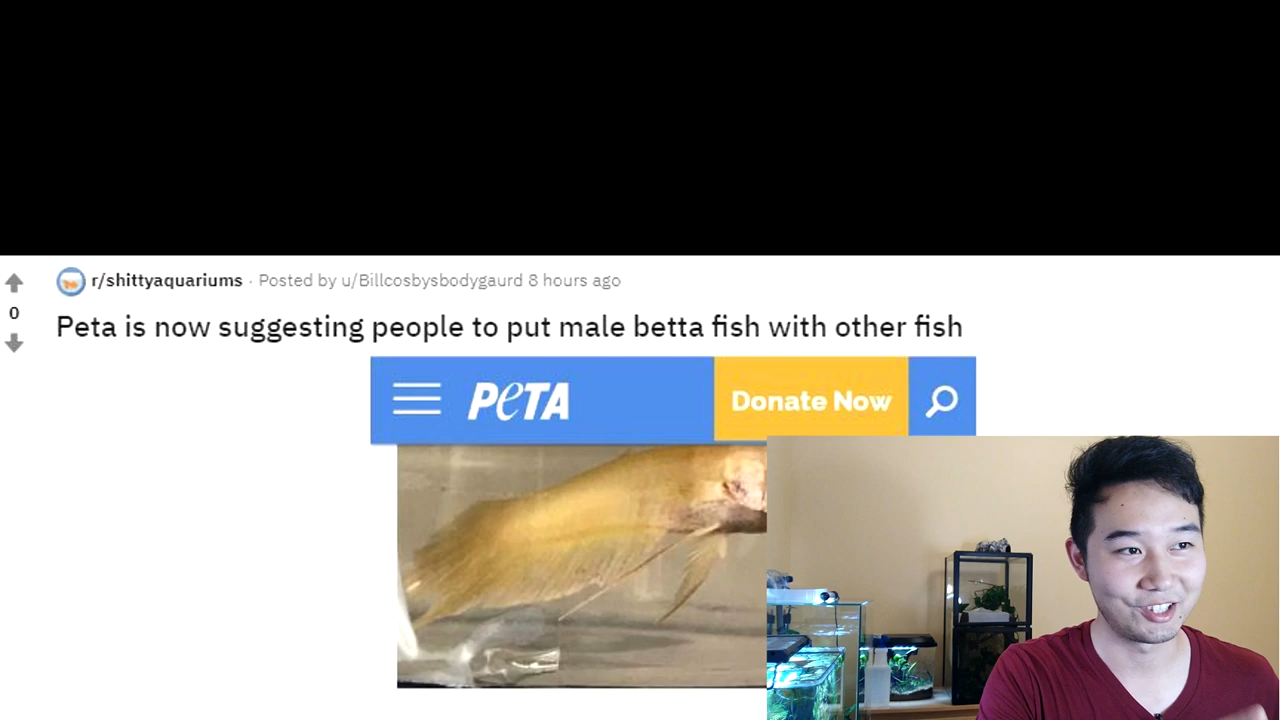 r/shittyaquariums · Posted by u/Billcosbysbodygaurd 8 hours ago
0
Peta is now suggesting people to put male betta fish with other fish
PeTA Donate Now